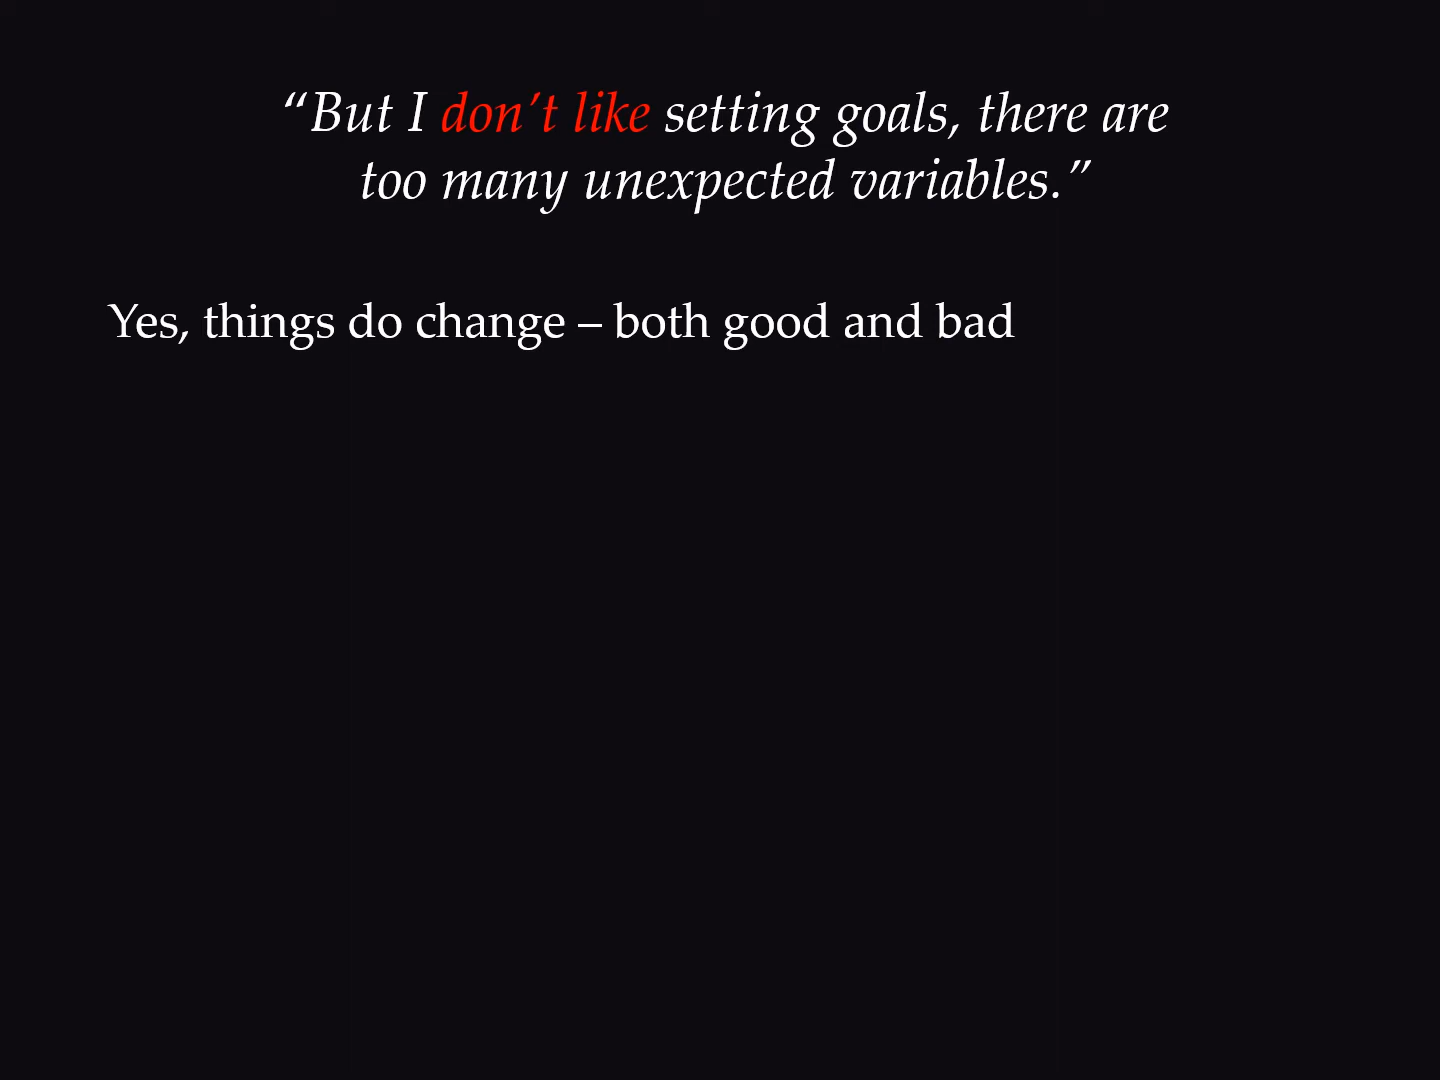 “But I don’t like setting goals, there are
too many unexpected variables.”
Yes, things do change – both good and bad